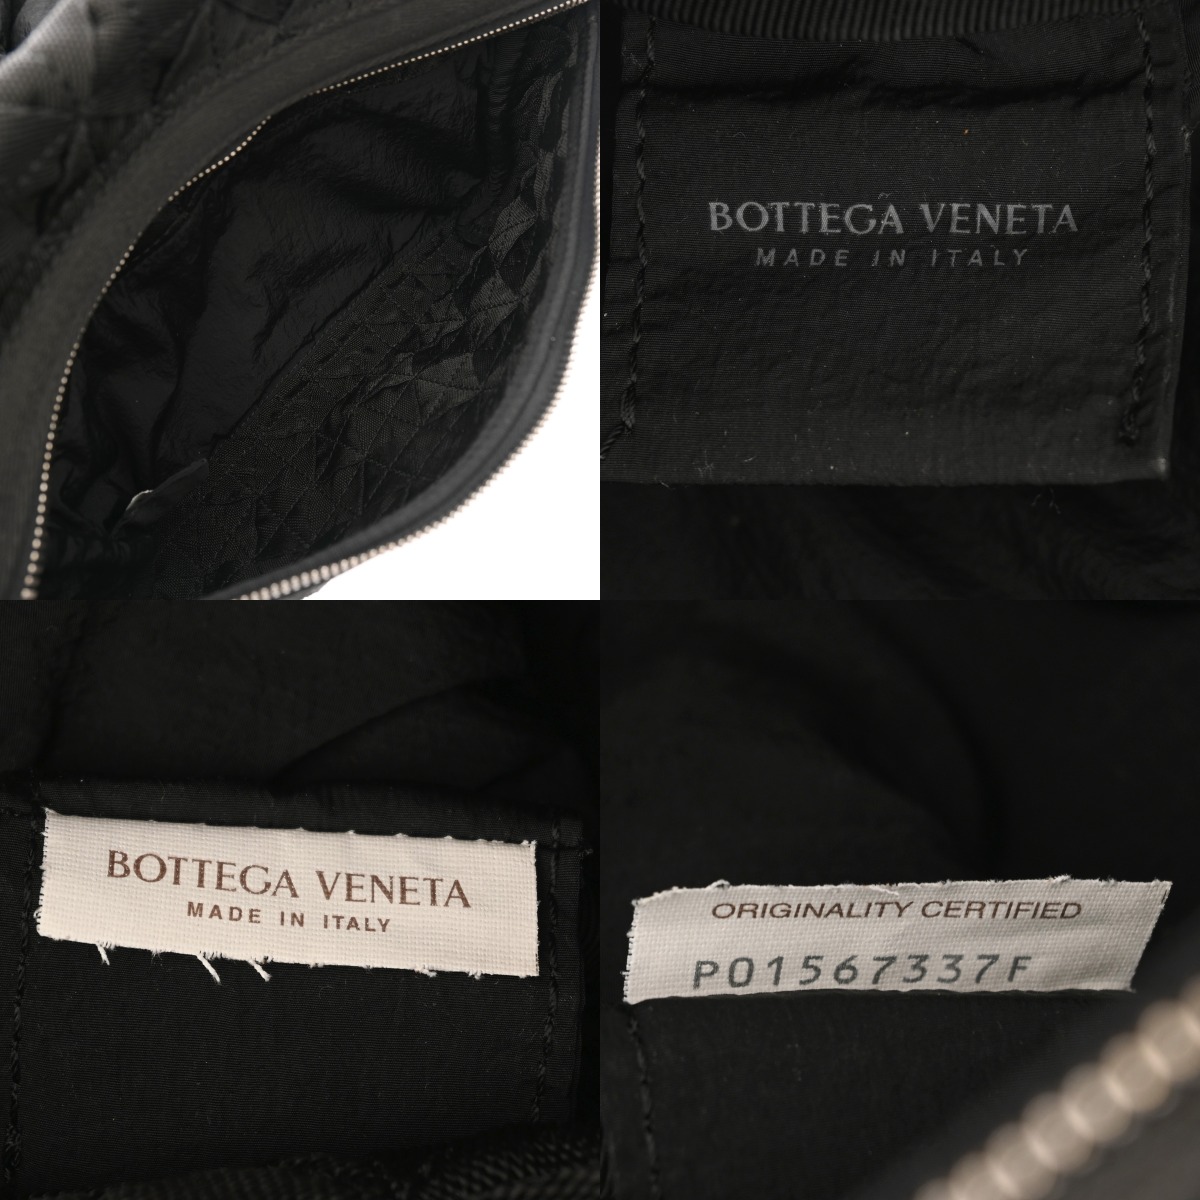 BOTTEGA VENETA
MADE IN ITALY
BOTTEGA VENETA
MADE IN ITALY
ORIGINALITY CERTIFIED
P01567337F